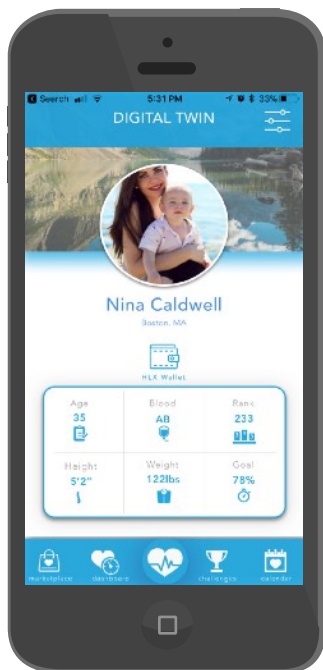 Search 5:31 PM 33%
DIGITAL TWIN
Nina Caldwell
Boston, MA
HLX Wallet
Age Blood Rank
35 AB 233
Height Weight Goal
5'2" 122lbs 78%
marketplace dashboard challenges calendar